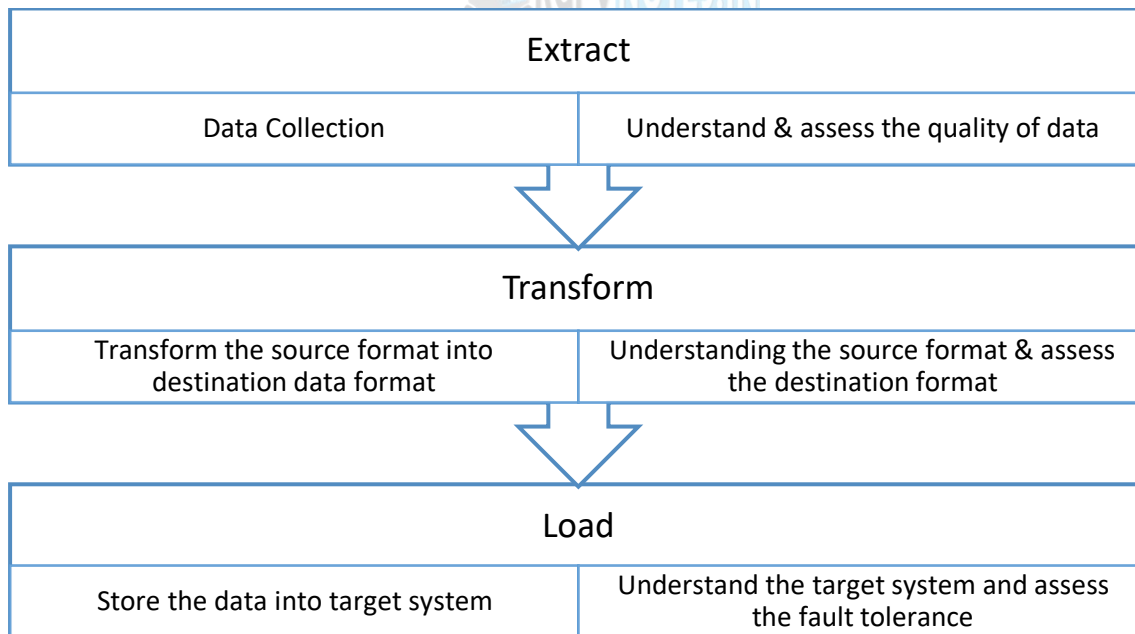 Extract
Data Collection
Understand & assess the quality of data
Transform
Transform the source format into
destination data format
Understanding the source format & assess
the destination format
Load
Store the data into target system
Understand the target system and assess
the fault tolerance